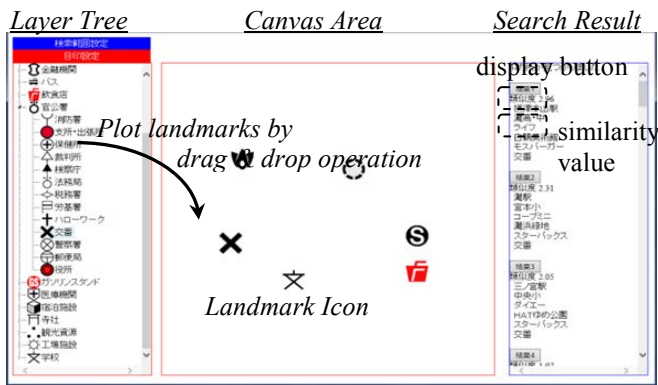 Layer Tree
Canvas Area
Search Result
検索範囲設定
目印設定
金融機関
バス
飲食店
官公署
消防署
支所・出張所
保健所
裁判所
検察庁
法務局
税務署
労基署
ハローワーク
交番
警察署
郵便局
役所
ガソリンスタンド
医療機関
宿泊施設
寺社
観光資源
工場施設
学校
Plot landmarks by
drag & drop operation
Landmark Icon
display button
類似度 2.96
similarity
value
ライフ
モスバーガー
交番
結果2
類似度 2.31
灘駅
宮本小
コープミニ
灘浜緑地
スターバックス
交番
結果3
類似度 2.05
三ノ宮駅
中央小
ダイエー
HATゆめ公園
スターバックス
交番
結果4
類似度 1.97